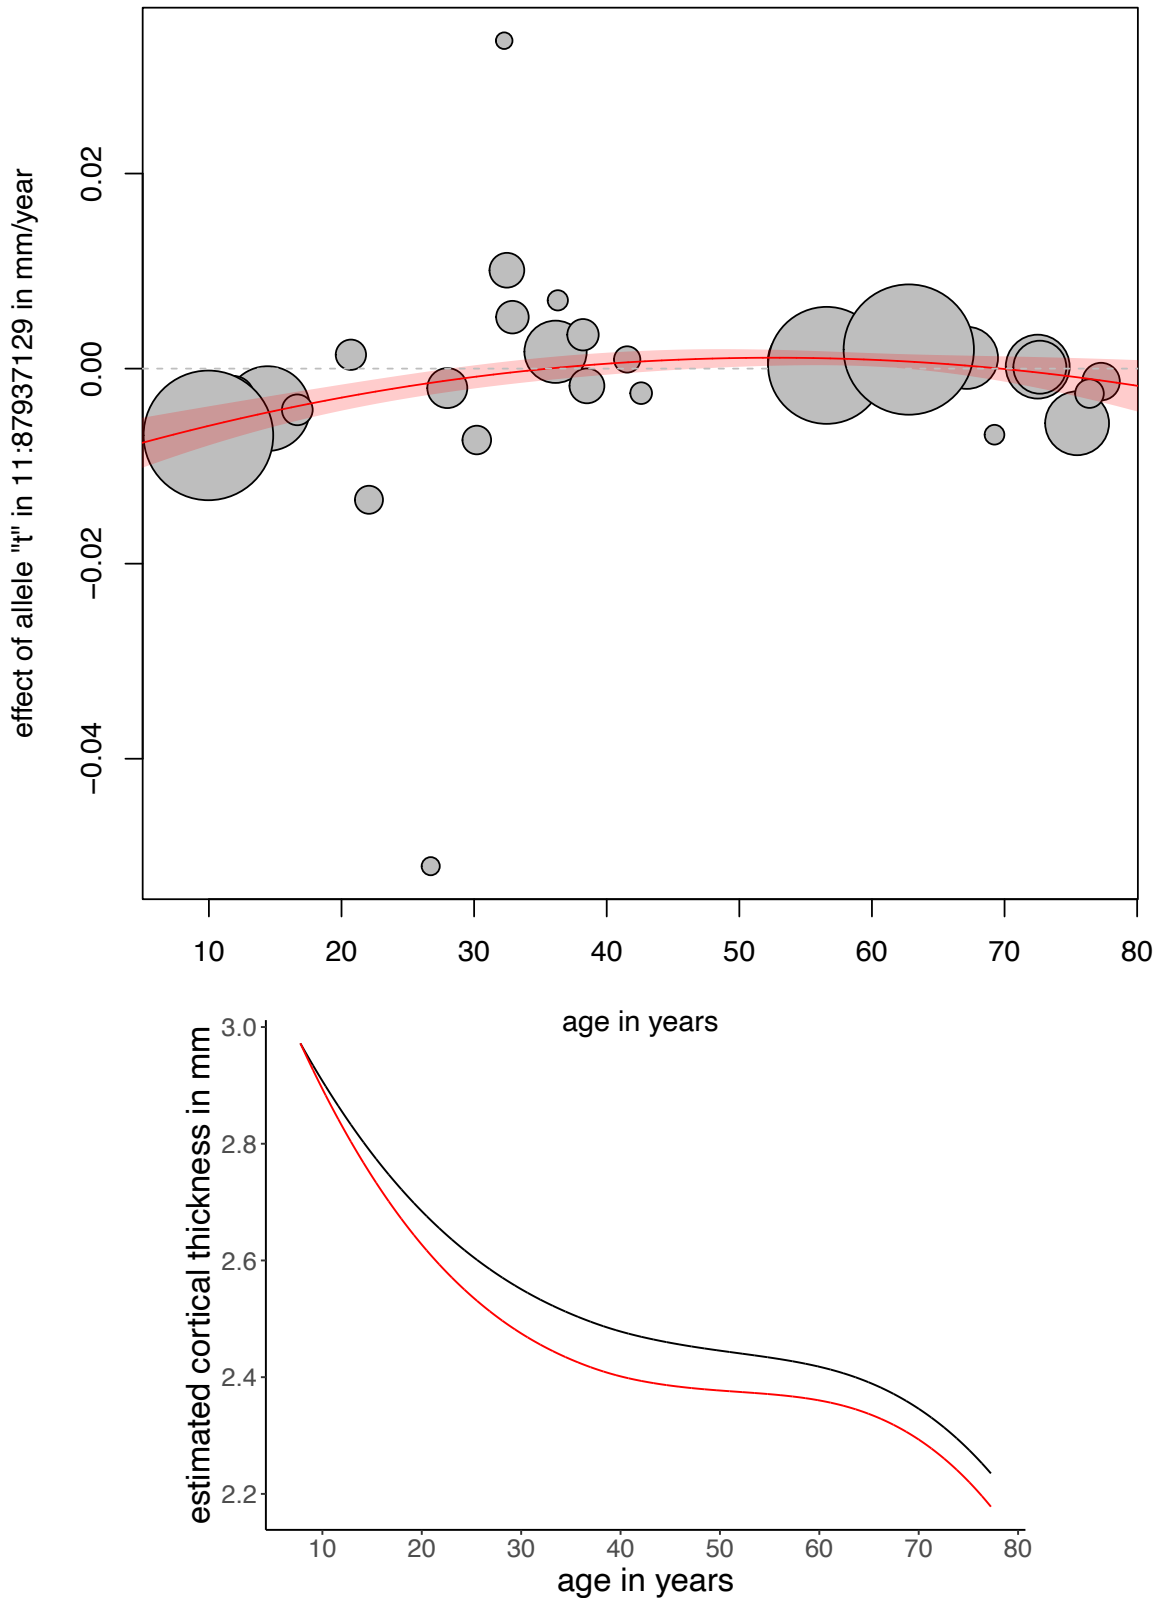 effect of allele "t" in 11:87937129 in mm/year
0.02
0.00
−0.02
−0.04
10 20 30 40 50 60 70 80
age in years
estimated cortical thickness in mm
3.0
2.8
2.6
2.4
2.2
10 20 30 40 50 60 70 80
age in years